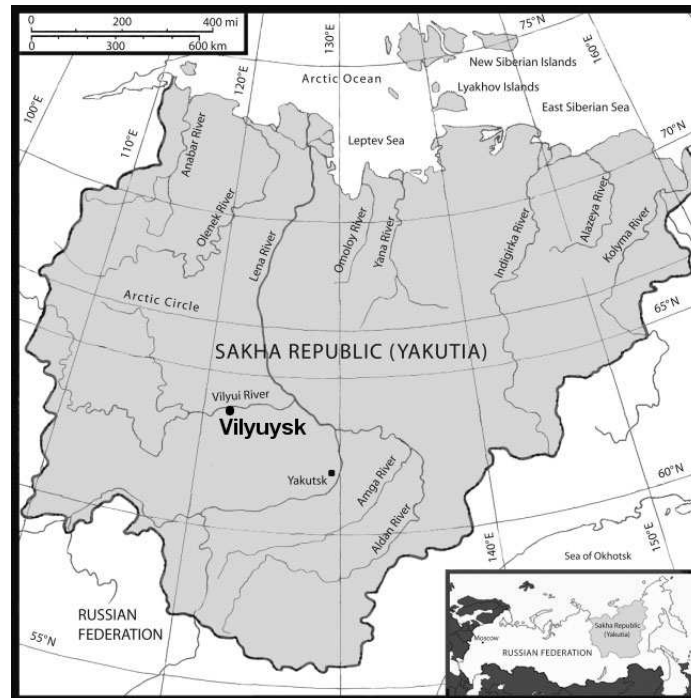 0 200 400 mi
0 300 600 km
130°E
75°N
120°E
160°E
100°E
110°E
New Siberian Islands
Arctic Ocean
Lyakhov Islands
East Siberian Sea
Leptev Sea
70°N
Anabar River
Olenek River
Lena River
Omoloy River
Yana River
Indigirka River
Alazeya River
Kolyma River
Arctic Circle
65°N
SAKHA REPUBLIC (YAKUTIA)
Vilyui River
Vilyuysk
Yakutsk
Amga River
Aldan River
60°N
140°E
150°E
Sea of Okhotsk
RUSSIAN
FEDERATION
55°N
Moscow
Sakha Republic
(Yakutia)
RUSSIAN FEDERATION